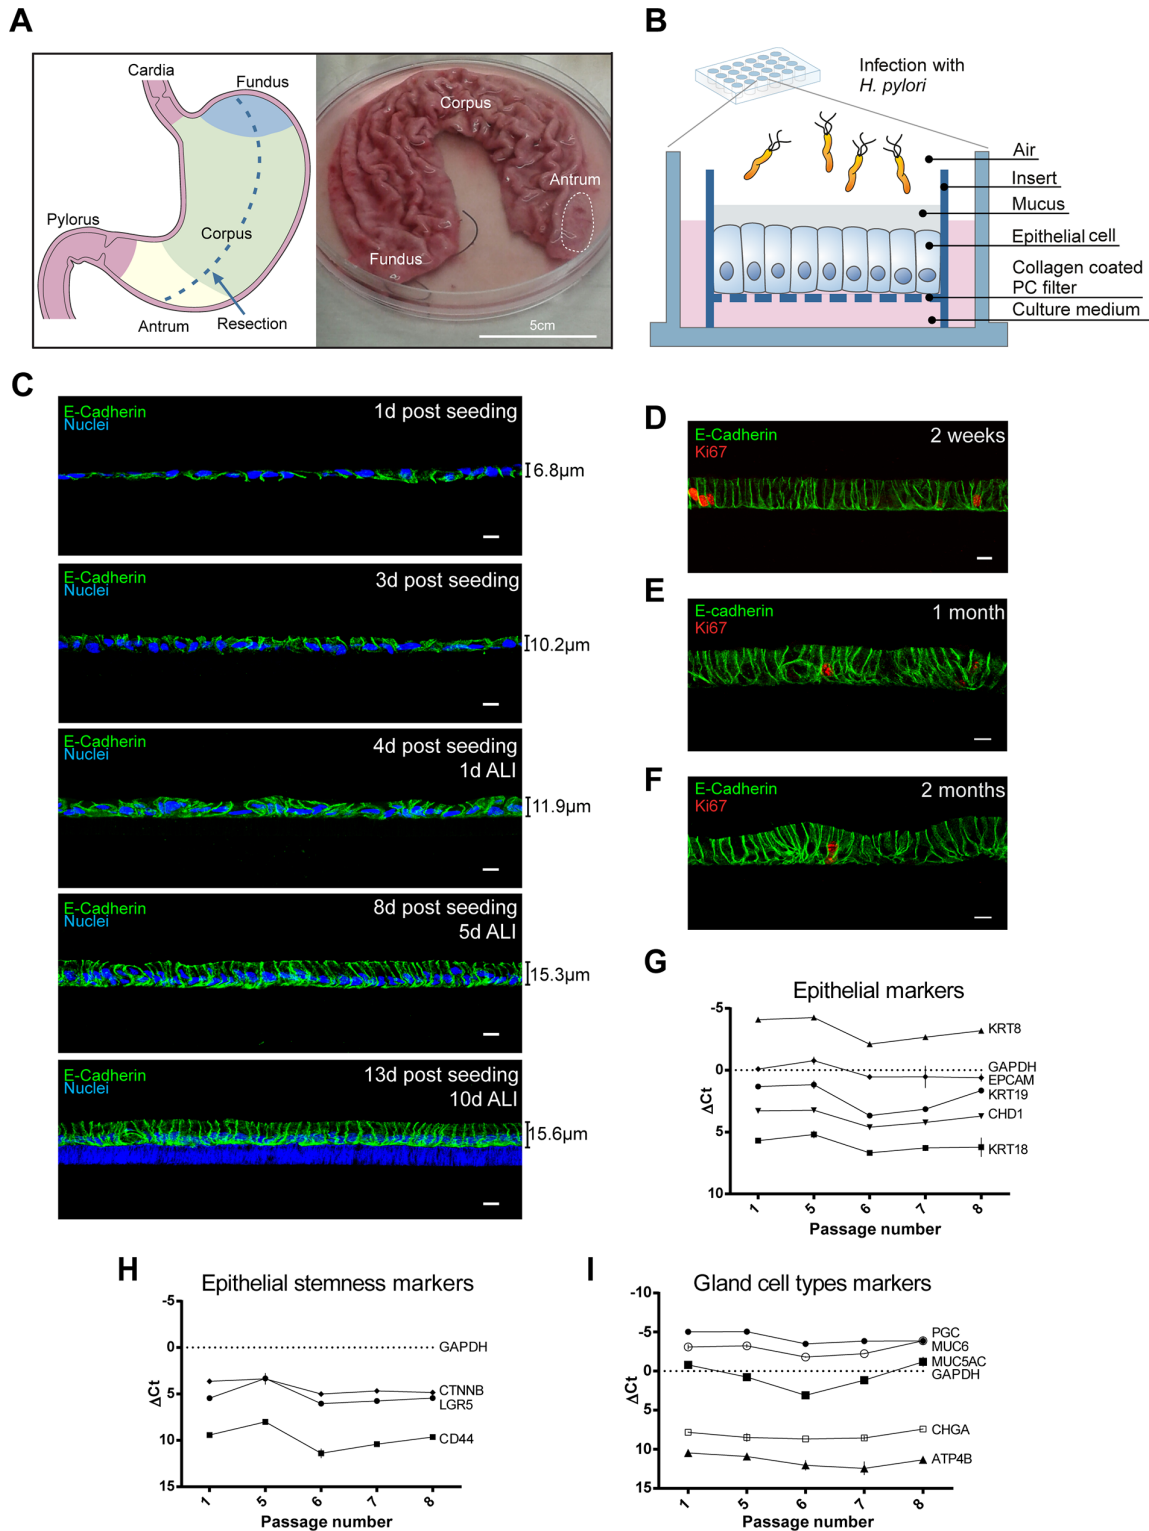 A
Cardia
Fundus
Pylorus
Corpus
Antrum
Resection
Corpus
Antrum
Fundus
5cm
B
Infection with
H. pylori
Air
Insert
Mucus
Epithelial cell
Collagen coated
PC filter
Culture medium
C
E-Cadherin
Nuclei
1d post seeding
6.8µm
E-Cadherin
Nuclei
3d post seeding
10.2µm
E-Cadherin
Nuclei
4d post seeding
1d ALI
11.9µm
E-Cadherin
Nuclei
8d post seeding
5d ALI
15.3µm
E-Cadherin
Nuclei
13d post seeding
10d ALI
15.6µm
D
E-Cadherin
Ki67
2 weeks
E
E-cadherin
Ki67
1 month
F
E-Cadherin
Ki67
2 months
G
Epithelial markers
-5
0
5
10
ΔCt
KRT8
GAPDH
EPCAM
KRT19
CHD1
KRT18
1
5
6
7
8
Passage number
H
Epithelial stemness markers
-5
0
5
10
15
ΔCt
GAPDH
CTNNB
LGR5
CD44
1
5
6
7
8
Passage number
I
Gland cell types markers
-10
-5
0
5
10
15
ΔCt
PGC
MUC6
MUC5AC
GAPDH
CHGA
ATP4B
1
5
6
7
8
Passage number